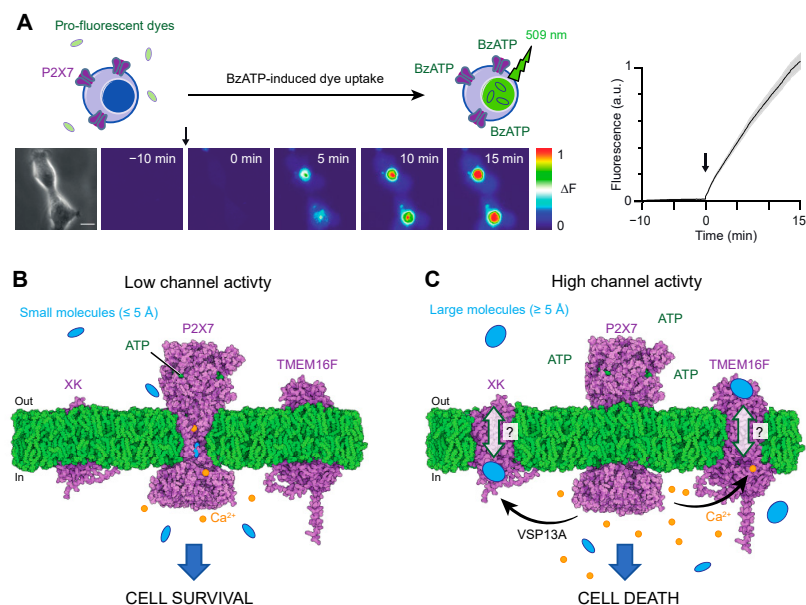 A
Pro-fluorescent dyes
P2X7
BzATP-induced dye uptake
BzATP
BzATP
BzATP
509 nm
−10 min
0 min
5 min
10 min
15 min
1
ΔF
0
Fluorescence (a.u.)
1
0
−10
0
15
Time (min)
B
Low channel activty
Small molecules (≤ 5 Å)
P2X7
ATP
XK
TMEM16F
Out
In
Ca2+
CELL SURVIVAL
C
High channel activty
Large molecules (≥ 5 Å)
P2X7
ATP
ATP
ATP
XK
TMEM16F
Out
In
?
?
VSP13A
Ca2+
CELL DEATH